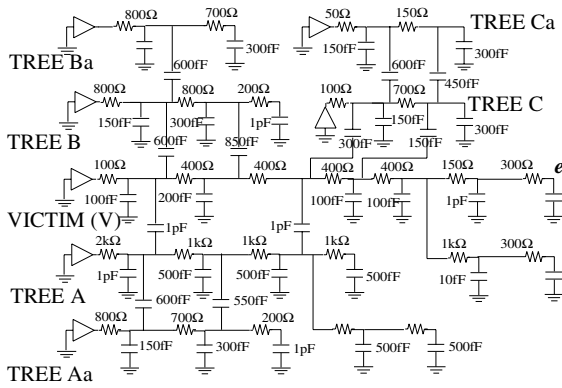 800Ω 700Ω 50Ω 150Ω TREE Ca
150fF 300fF
TREE Ba 300fF
600fF 600fF 450fF
800Ω 800Ω 200Ω 100Ω 700Ω TREE C
150fF 300fF 1pF 150fF 300fF
TREE B
600fF 850fF 300fF 150fF
100Ω 400Ω 400Ω 400Ω 400Ω 150Ω 300Ω e
100fF 200fF 100fF 100fF 1pF
VICTIM (V)
1pF 1pF
2kΩ 1kΩ 1kΩ 1kΩ 1kΩ 300Ω
1pF 500fF 500fF 500fF 10fF
TREE A
600fF 550fF
800Ω 700Ω 200Ω
150fF 300fF 1pF 500fF 500fF
TREE Aa